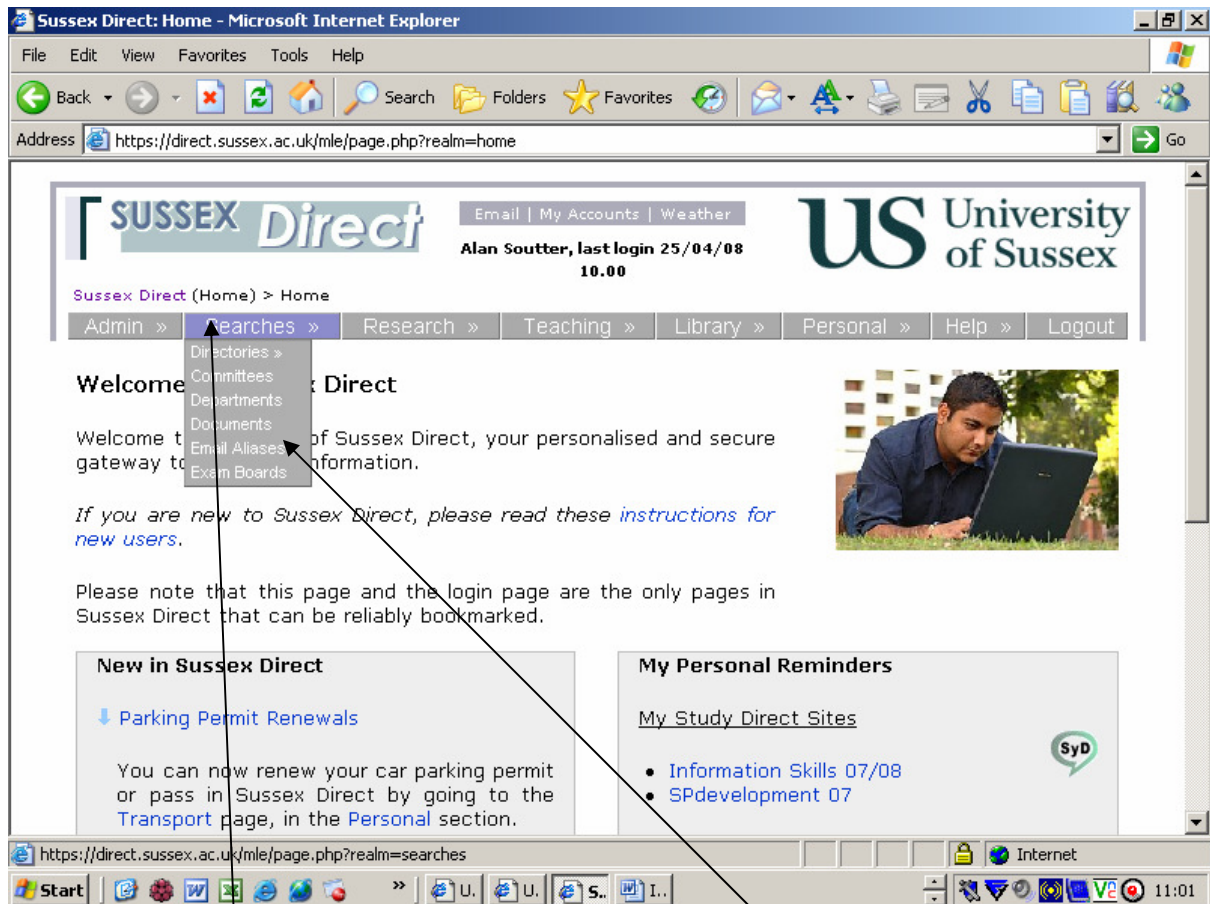 Sussex Direct: Home - Microsoft Internet Explorer
File Edit View Favorites Tools Help
Back Search Folders Favorites
Address https://direct.sussex.ac.uk/mle/page.php?realm=home Go
SUSSEX Direct
Email | My Accounts | Weather
Alan Soutter, last login 25/04/08
10.00
US University
of Sussex
Sussex Direct (Home) > Home
Admin » Searches » Research » Teaching » Library » Personal » Help » Logout
Directories »
Committees
Departments
Documents
Email Aliases
Exam Boards
Welcome x Direct
Welcome t of Sussex Direct, your personalised and secure
gateway to nformation.
If you are new to Sussex Direct, please read these instructions for
new users.
Please note that this page and the login page are the only pages in
Sussex Direct that can be reliably bookmarked.
New in Sussex Direct
Parking Permit Renewals
You can now renew your car parking permit
or pass in Sussex Direct by going to the
Transport page, in the Personal section.
My Personal Reminders
My Study Direct Sites
SyD
• Information Skills 07/08
• SPdevelopment 07
https://direct.sussex.ac.uk/mle/page.php?realm=searches Internet
Start » U.. U.. S.. I.. 11:01